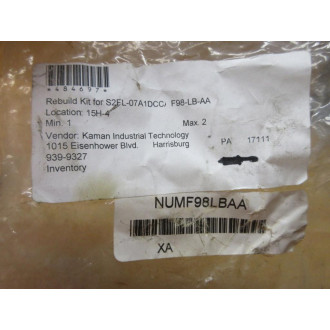 *484697*
Rebuild Kit for S2EL-07A1DCC/ F98-LB-AA
Location: 15H-4
Min: 1 Max. 2
Vendor: Kaman Industrial Technology
1015 Eisenhower Blvd. Harrisburg PA 17111
939-9327
Inventory
NUMF98LBAA
XA